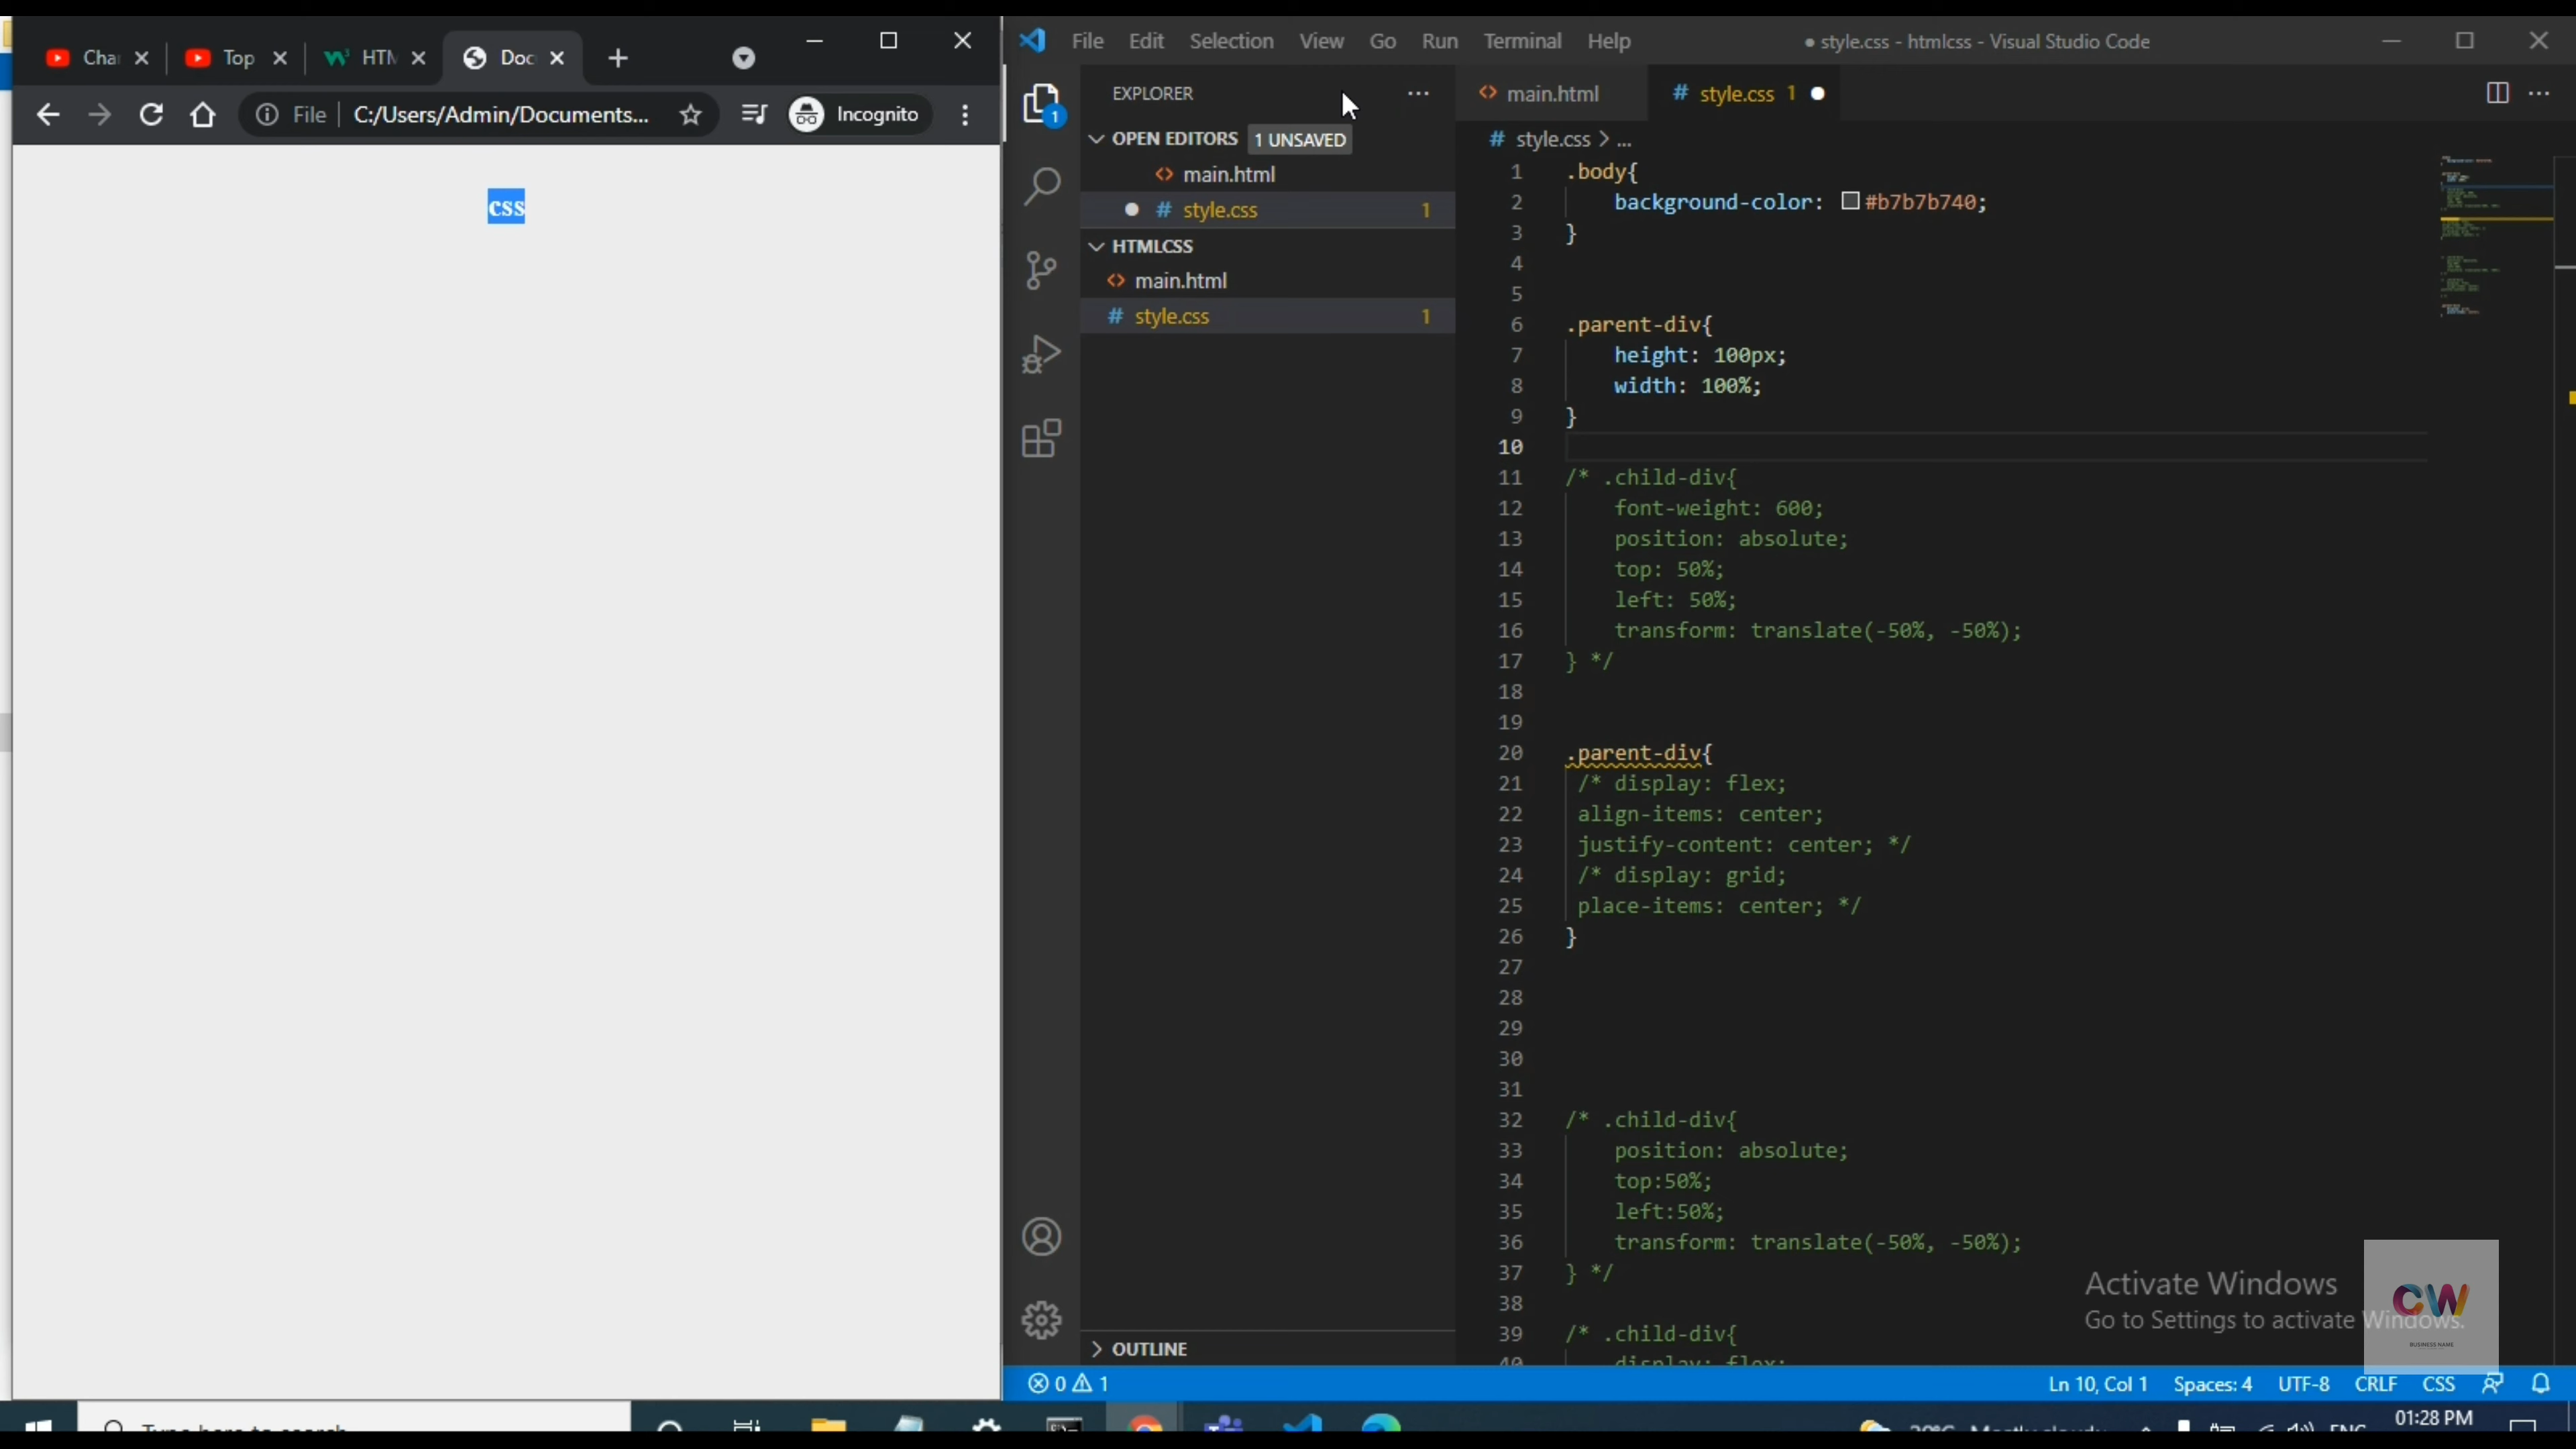 Cha
Top
HTM
Doc
File
C:/Users/Admin/Documents...
Incognito
css
File Edit Selection View Go Run Terminal Help
● style.css - htmlcss - Visual Studio Code
EXPLORER
1
OPEN EDITORS 1 UNSAVED
main.html
style.css 1
HTMLCSS
main.html
style.css 1
OUTLINE
main.html
style.css 1
style.css > ...
1 .body{
2 background-color: #b7b7b740;
3 }
4
5
6 .parent-div{
7 height: 100px;
8 width: 100%;
9 }
10
11 /* .child-div{
12 font-weight: 600;
13 position: absolute;
14 top: 50%;
15 left: 50%;
16 transform: translate(-50%, -50%);
17 } */
18
19
20 .parent-div{
21 /* display: flex;
22 align-items: center;
23 justify-content: center; */
24 /* display: grid;
25 place-items: center; */
26 }
27
28
29
30
31
32 /* .child-div{
33 position: absolute;
34 top:50%;
35 left:50%;
36 transform: translate(-50%, -50%);
37 } */
38
39 /* .child-div{
40 display: flex;
Activate Windows
Go to Settings to activate Windows.
CW
BUSINESS NAME
0 1
Ln 10, Col 1 Spaces: 4 UTF-8 CRLF CSS
Type here to search
Mostly cloudy
ENG
01:28 PM